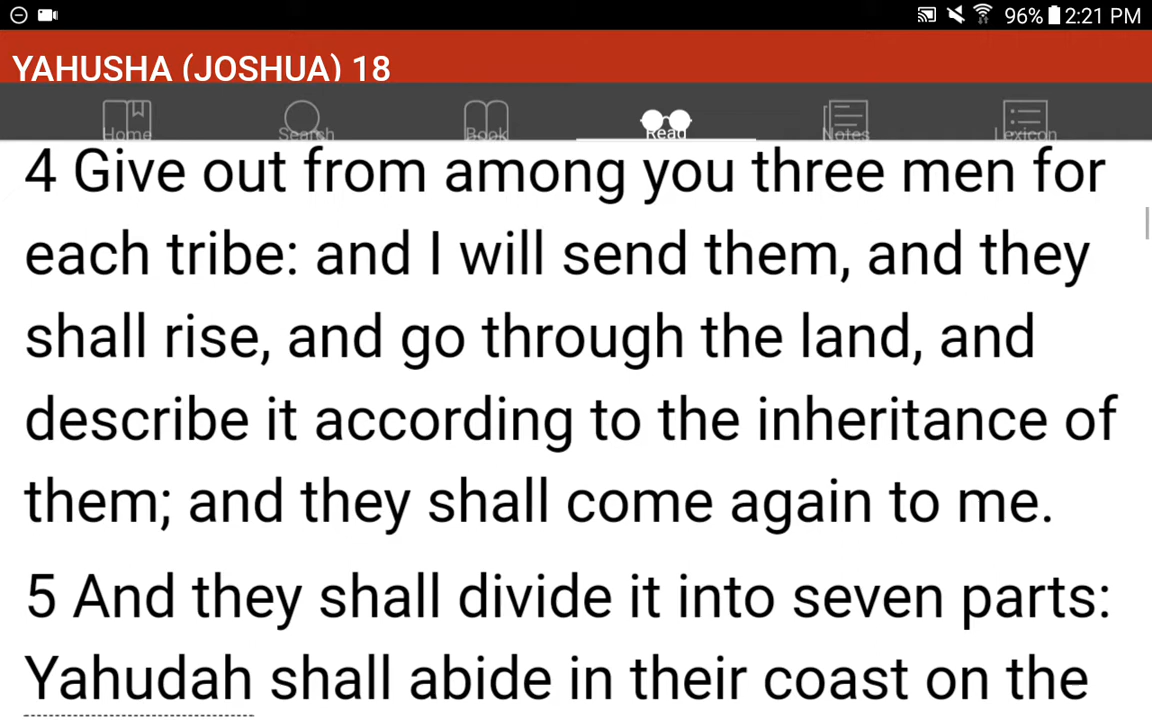 96% 2:21 PM
YAHUSHA (JOSHUA) 18
Home Search Book Read Notes Lexicon
4 Give out from among you three men for
each tribe: and I will send them, and they
shall rise, and go through the land, and
describe it according to the inheritance of
them; and they shall come again to me.
5 And they shall divide it into seven parts:
Yahudah shall abide in their coast on the